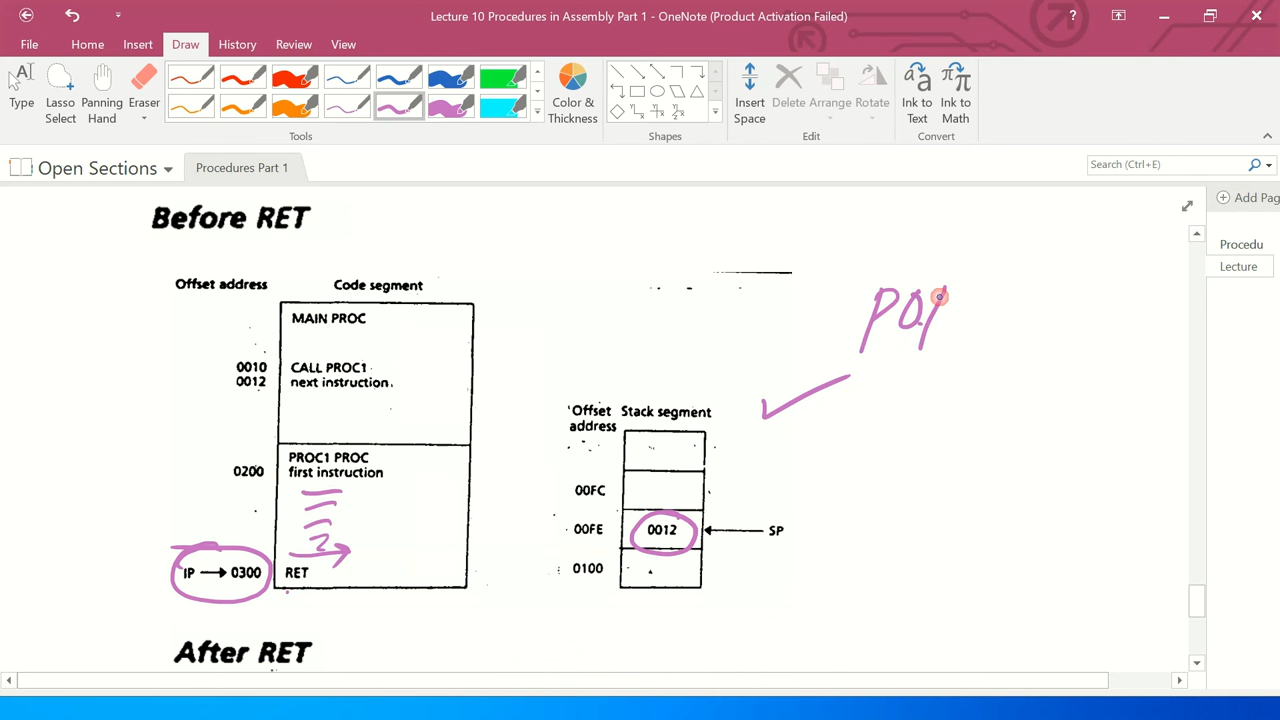 Lecture 10 Procedures in Assembly Part 1 - OneNote (Product Activation Failed)
?
File Home Insert Draw History Review View
Type
Lasso Select
Panning Hand
Eraser
Color & Thickness
Insert Space
Delete
Arrange
Rotate
Ink to Text
Ink to Math
Tools
Shapes
Edit
Convert
Open Sections
Procedures Part 1
Search (Ctrl+E)
Add Pag
Procedu
Lecture
Before RET
Offset address Code segment
MAIN PROC
0010 CALL PROC1
0012 next instruction.
PROC1 PROC
0200 first instruction
IP → 0300 RET
POP
Offset address Stack segment
00FC
00FE 0012 SP
0100
After RET